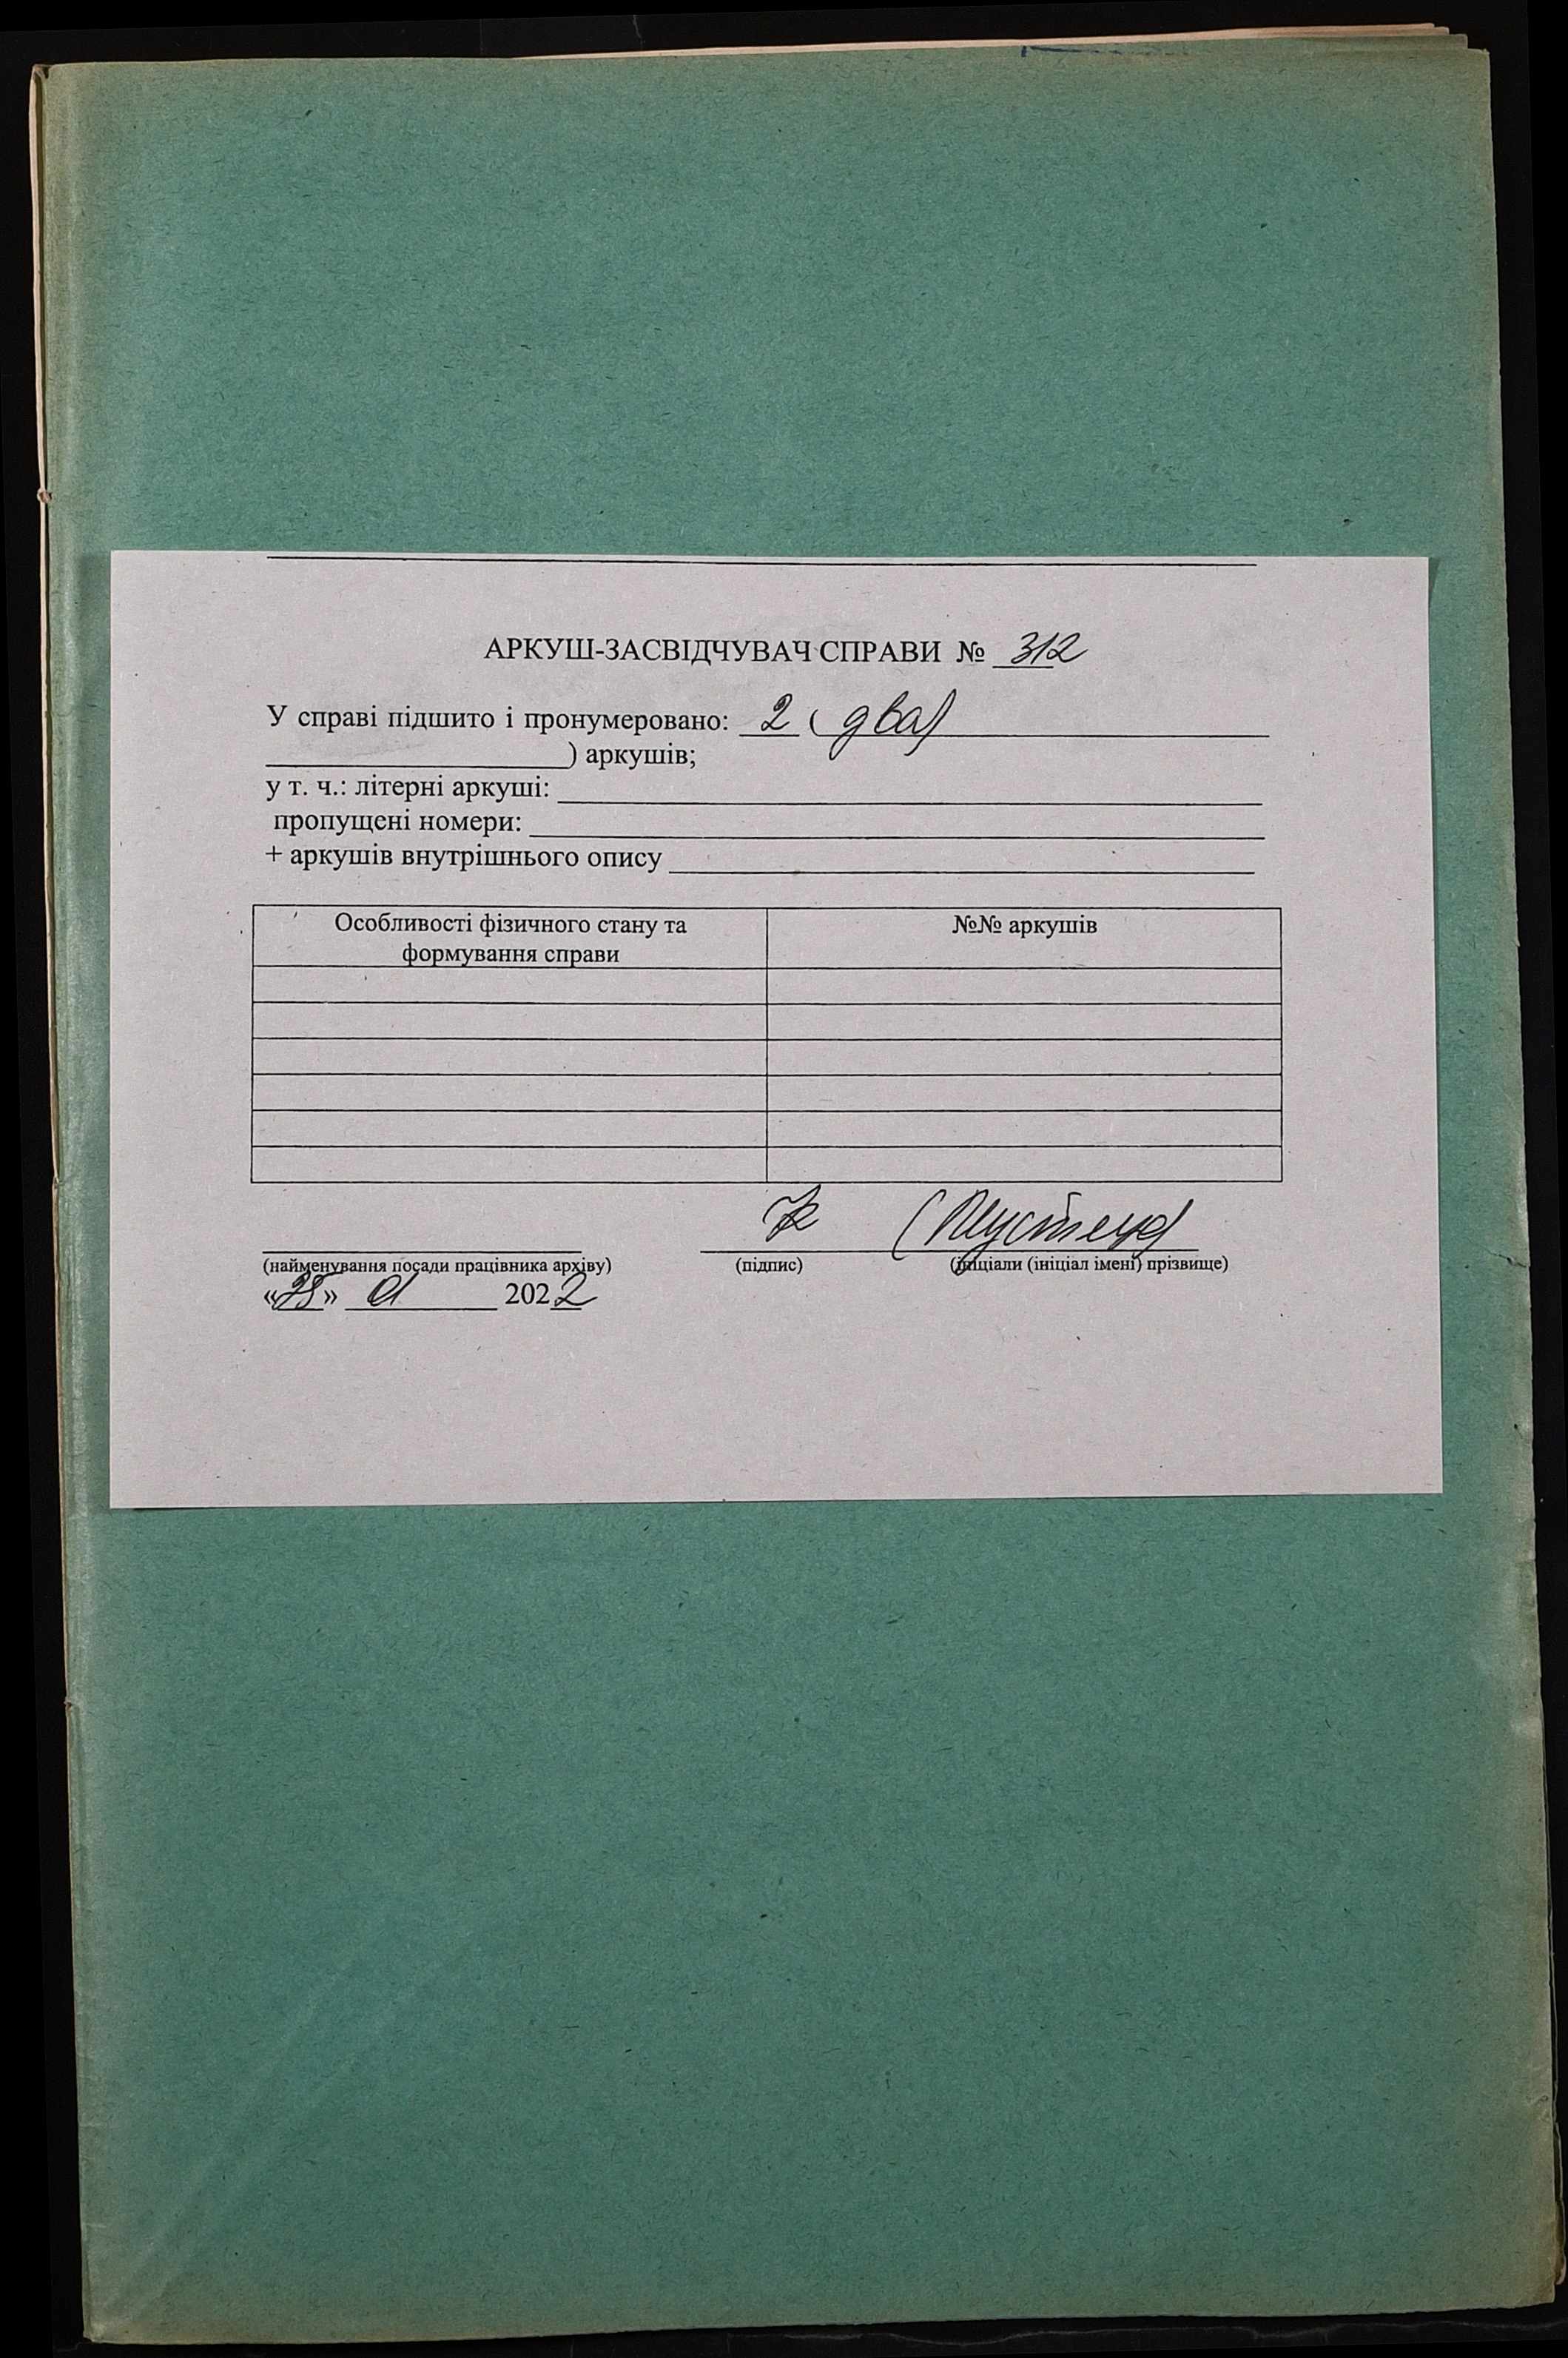 АРКУШ-ЗАСВІДЧУВАЧ СПРАВИ № 312
У справі підшито і пронумеровано: 2 (два)
) аркушів;
у т. ч.: літерні аркуші:
пропущені номери:
+ аркушів внутрішнього опису
Особливості фізичного стану та формування справи
№№ аркушів
(найменування посади працівника архіву)
(підпис)
(ініціали (ініціал імені) прізвище)
« » 01 2022